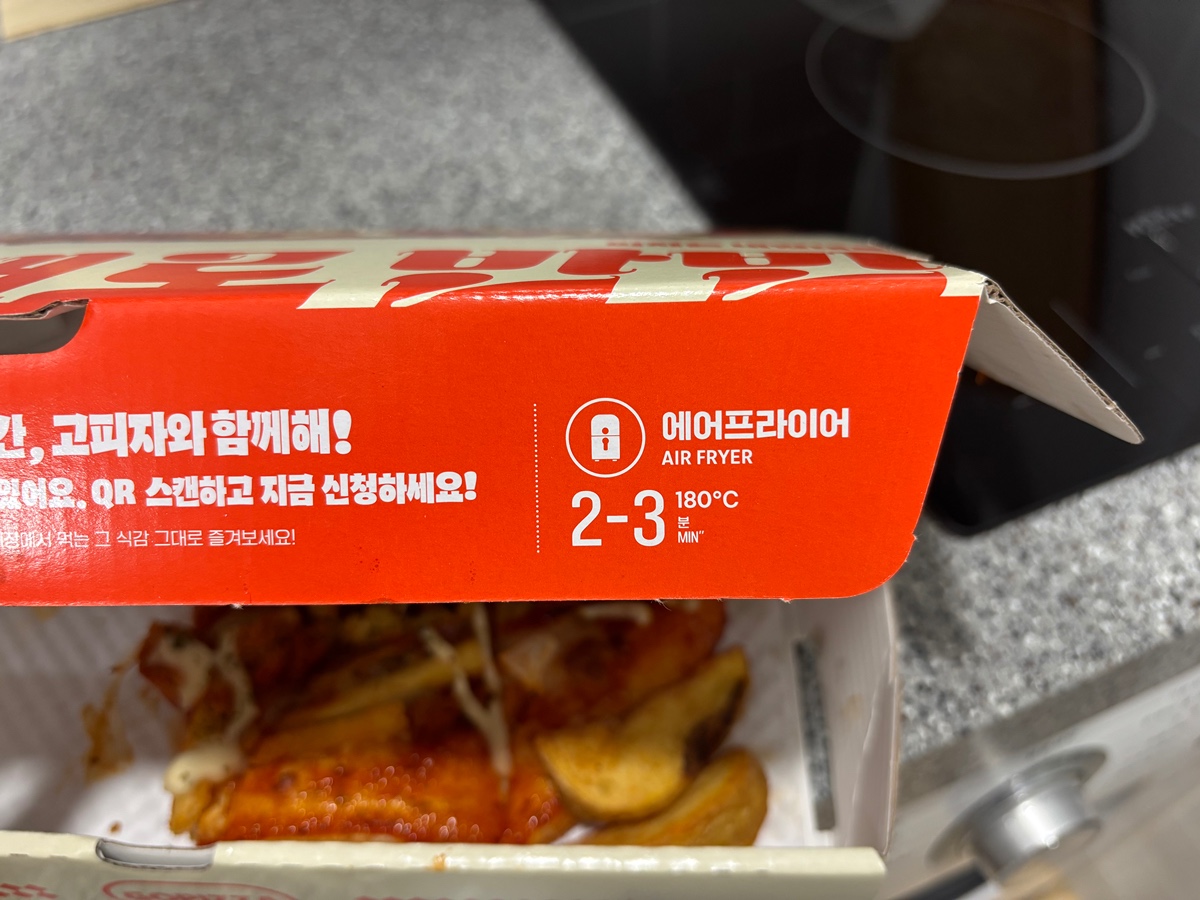 간, 고피자와 함께해!
있어요. QR 스캔하고 지금 신청하세요!
에서 먹는 그 식감 그대로 즐겨보세요!
에어프라이어
AIR FRYER
2-3 180°C
분
MIN"
GOPIZZA